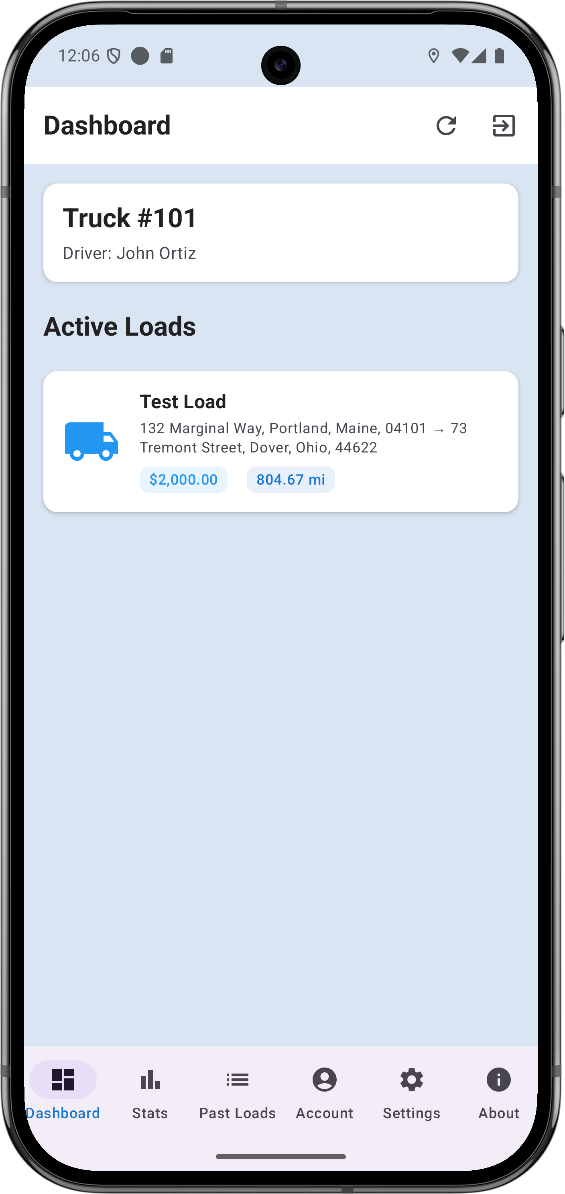 12:06
Dashboard
Truck #101
Driver: John Ortiz
Active Loads
Test Load
132 Marginal Way, Portland, Maine, 04101 → 73
Tremont Street, Dover, Ohio, 44622
$2,000.00 804.67 mi
Dashboard Stats Past Loads Account Settings About